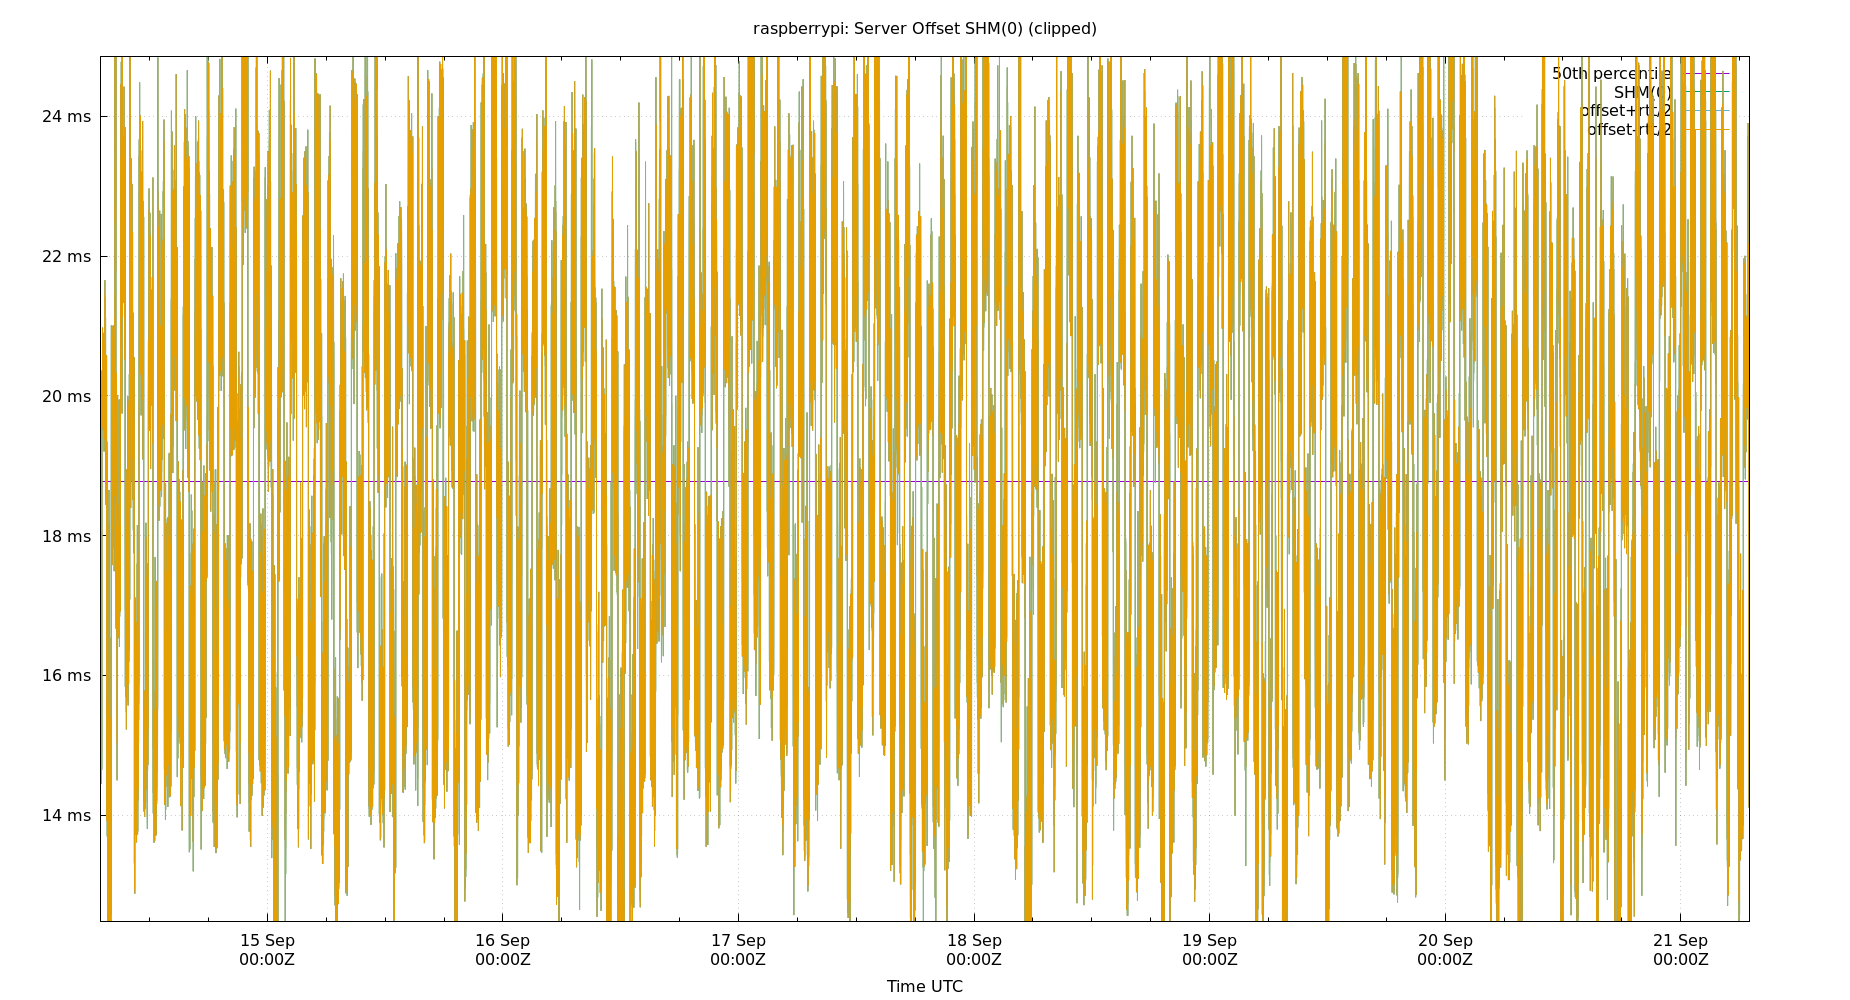 raspberrypi: Server Offset SHM(0) (clipped)
50th percentile
SHM(0)
offset+rtt/2
offset-rtt/2
24 ms
22 ms
20 ms
18 ms
16 ms
14 ms
15 Sep 16 Sep 17 Sep 18 Sep 19 Sep 20 Sep 21 Sep
00:00Z 00:00Z 00:00Z 00:00Z 00:00Z 00:00Z 00:00Z
Time UTC